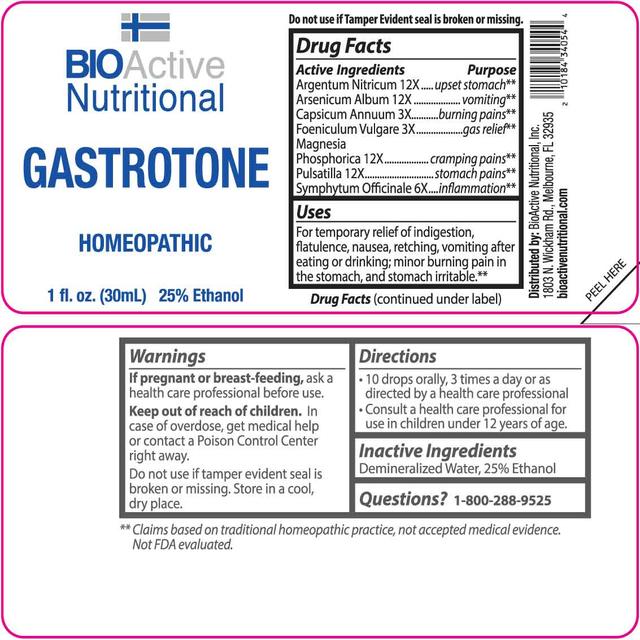 BIOActive
Nutritional
GASTROTONE
HOMEOPATHIC
1 fl. oz. (30mL) 25% Ethanol
Do not use if Tamper Evident seal is broken or missing.
Drug Facts
Active Ingredients Purpose
Argentum Nitricum 12X.....upset stomach**
Arsenicum Album 12X .................. vomiting**
Capsicum Annuum 3X..........burning pains**
Foeniculum Vulgare 3X.................gas relief**
Magnesia
Phosphorica 12X................ cramping pains**
Pulsatilla 12X......................... stomach pains**
Symphytum Officinale 6X....inflammation**
Uses
For temporary relief of indigestion,
flatulence, nausea, retching, vomiting after
eating or drinking; minor burning pain in
the stomach, and stomach irritable.**
Drug Facts (continued under label)
Distributed by: BioActive Nutritional, Inc.
1803 N. Wickham Rd., Melbourne, FL 32935
bioactivenutritional.com
2 10184 34054 4
PEEL HERE
Warnings
If pregnant or breast-feeding, ask a
health care professional before use.
Keep out of reach of children. In
case of overdose, get medical help
or contact a Poison Control Center
right away.
Do not use if tamper evident seal is
broken or missing. Store in a cool,
dry place.
Directions
• 10 drops orally, 3 times a day or as
directed by a health care professional
• Consult a health care professional for
use in children under 12 years of age.
Inactive Ingredients
Demineralized Water, 25% Ethanol
Questions? 1-800-288-9525
** Claims based on traditional homeopathic practice, not accepted medical evidence.
Not FDA evaluated.